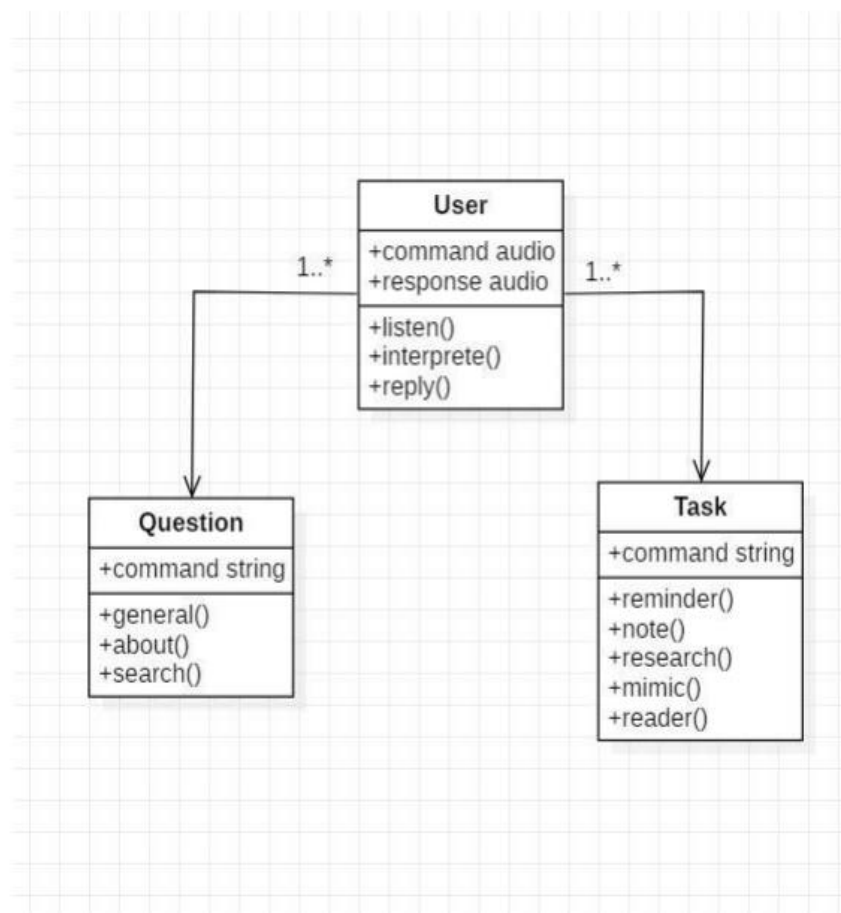 User
+command audio
+response audio
+listen()
+interprete()
+reply()
1..*
1..*
Question
+command string
+general()
+about()
+search()
Task
+command string
+reminder()
+note()
+research()
+mimic()
+reader()